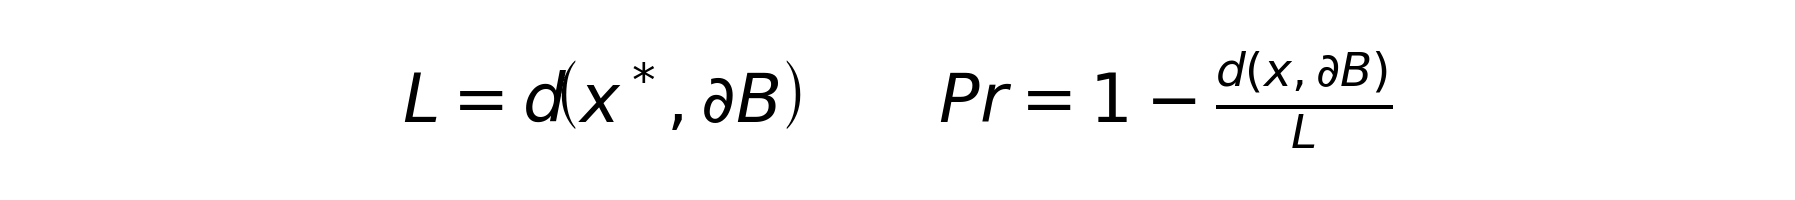 L = d(x*, ∂B)    Pr = 1 − d(x, ∂B)/L